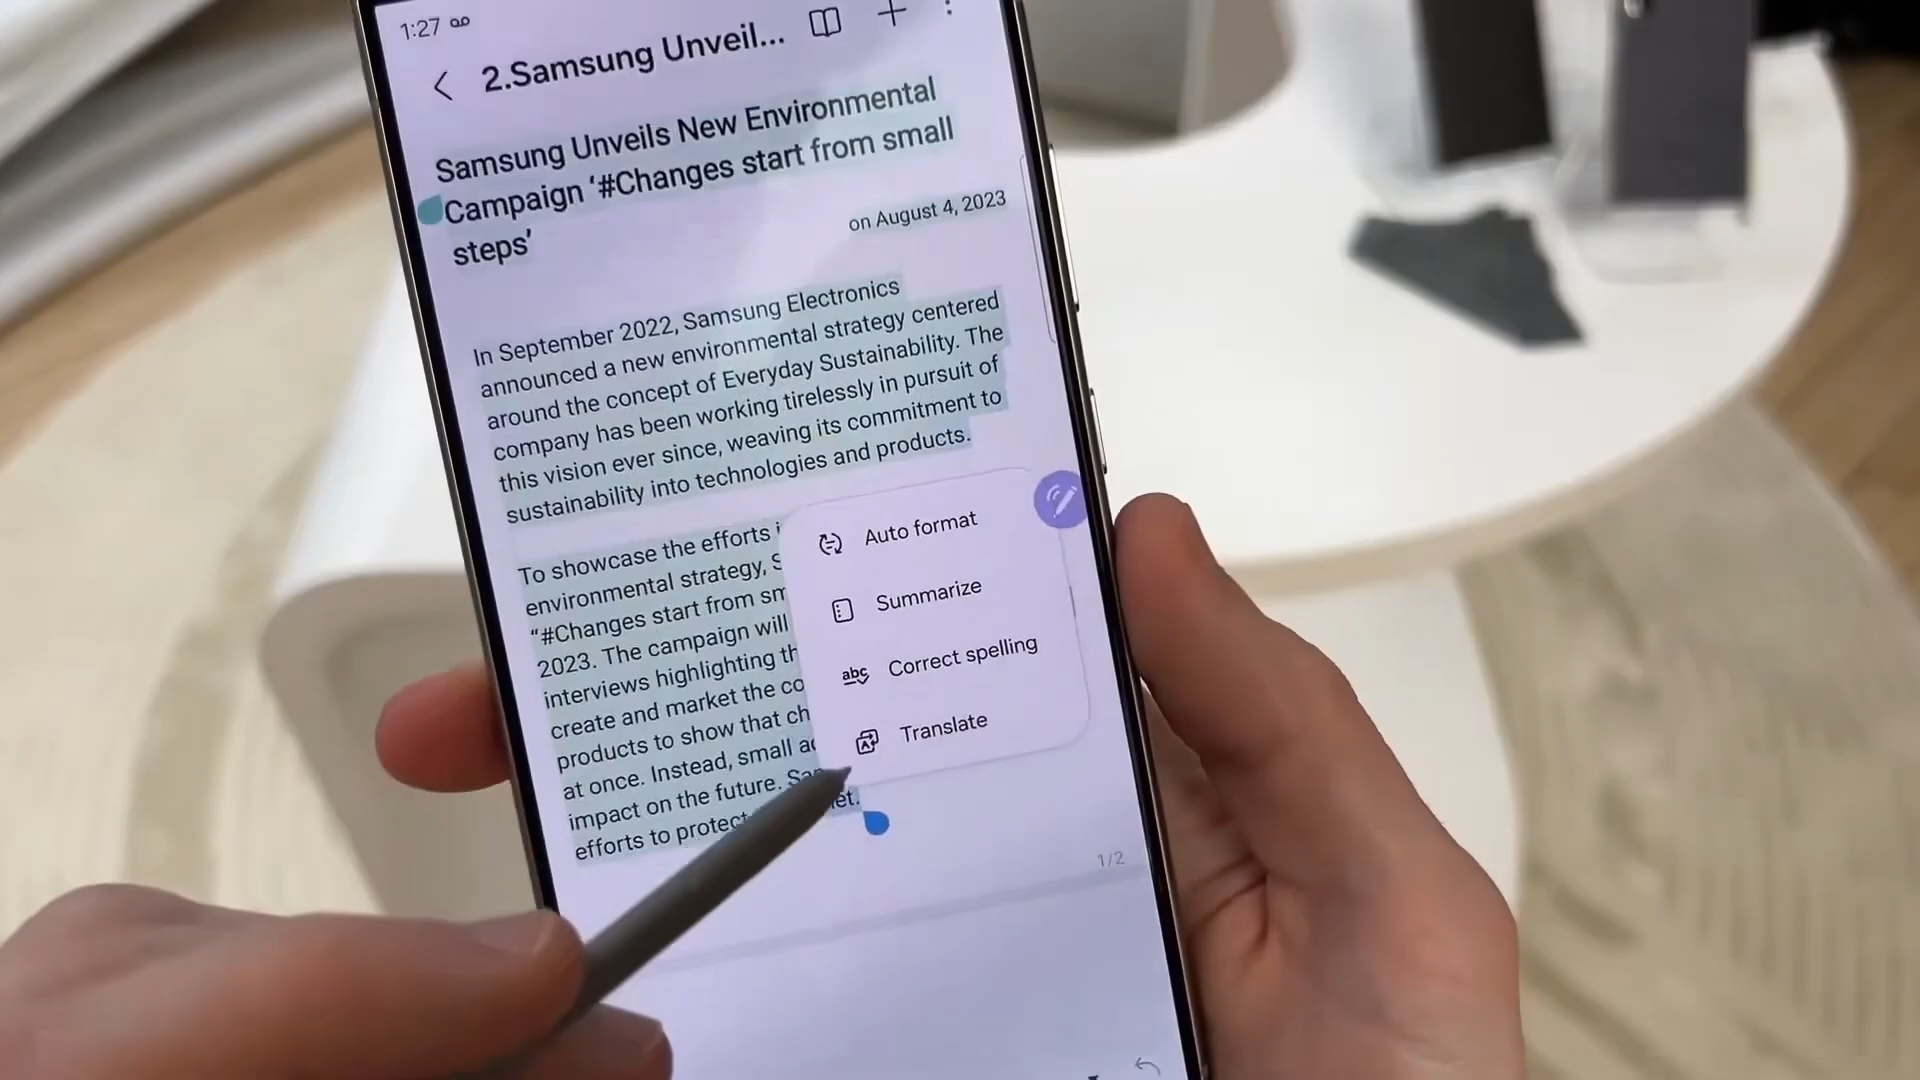 1:27
2.Samsung Unveil...
Samsung Unveils New Environmental
Campaign ‘#Changes start from small
steps’
on August 4, 2023
In September 2022, Samsung Electronics
announced a new environmental strategy centered
around the concept of Everyday Sustainability. The
company has been working tirelessly in pursuit of
this vision ever since, weaving its commitment to
sustainability into technologies and products.
To showcase the efforts
environmental strategy,
“#Changes start from
2023. The campaign will
interviews highlighting
create and market the
products to show that
at once. Instead, small
impact on the future.
efforts to protect
Auto format
Summarize
abc Correct spelling
Translate
1/2